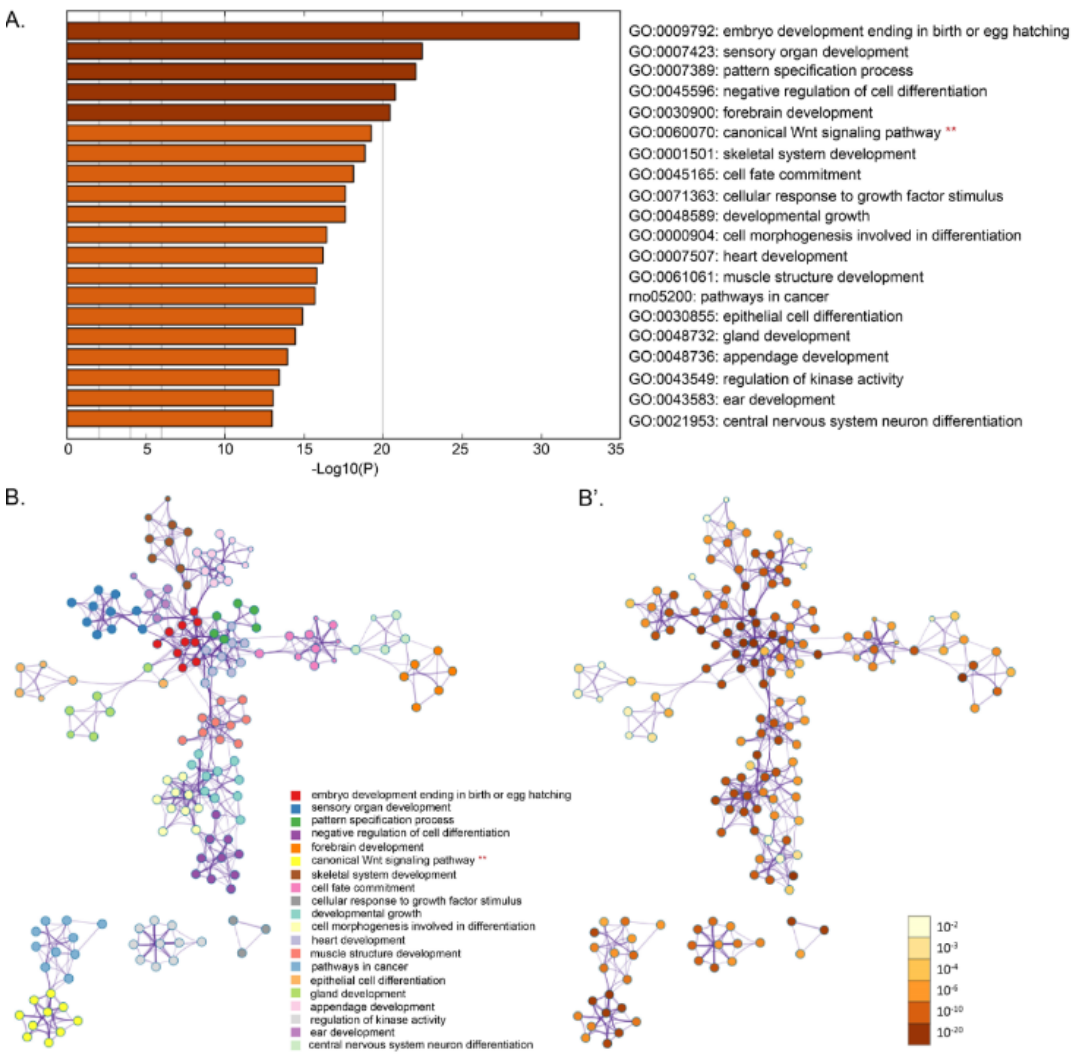 A.
GO:0009792: embryo development ending in birth or egg hatching
GO:0007423: sensory organ development
GO:0007389: pattern specification process
GO:0045596: negative regulation of cell differentiation
GO:0030900: forebrain development
GO:0060070: canonical Wnt signaling pathway **
GO:0001501: skeletal system development
GO:0045165: cell fate commitment
GO:0071363: cellular response to growth factor stimulus
GO:0048589: developmental growth
GO:0000904: cell morphogenesis involved in differentiation
GO:0007507: heart development
GO:0061061: muscle structure development
rno05200: pathways in cancer
GO:0030855: epithelial cell differentiation
GO:0048732: gland development
GO:0048736: appendage development
GO:0043549: regulation of kinase activity
GO:0043583: ear development
GO:0021953: central nervous system neuron differentiation
0 5 10 15 20 25 30 35
-Log10(P)
B.
B'.
embryo development ending in birth or egg hatching
sensory organ development
pattern specification process
negative regulation of cell differentiation
forebrain development
canonical Wnt signaling pathway **
skeletal system development
cell fate commitment
cellular response to growth factor stimulus
developmental growth
cell morphogenesis involved in differentiation
heart development
muscle structure development
pathways in cancer
epithelial cell differentiation
gland development
appendage development
regulation of kinase activity
ear development
central nervous system neuron differentiation
10⁻²
10⁻³
10⁻⁴
10⁻⁶
10⁻¹⁰
10⁻²⁰